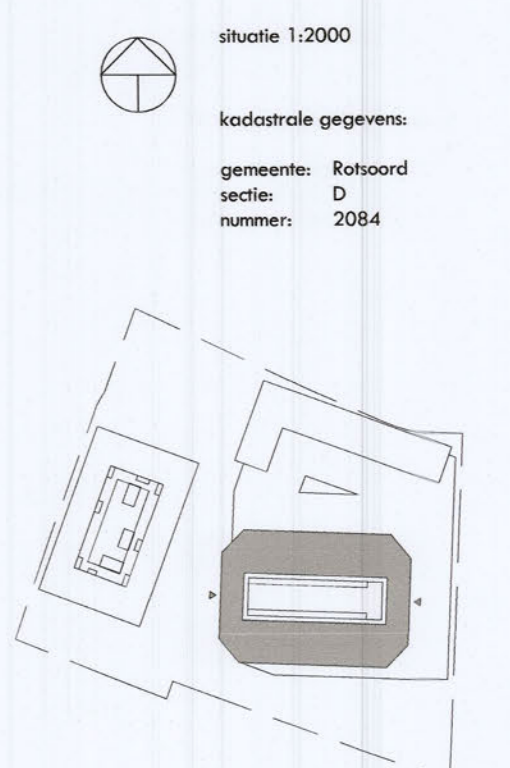 situatie 1:2000
kadastrale gegevens:
gemeente: Rotsoord
sectie: D
nummer: 2084